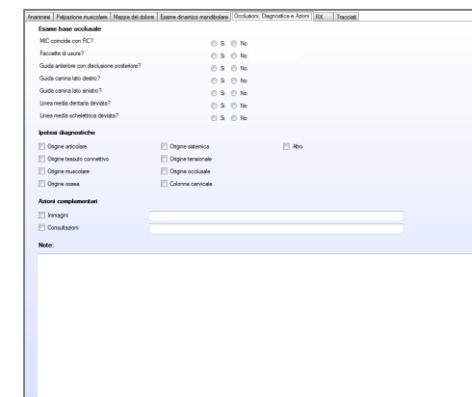 Anamnesi Palpazione muscolare Mappa del dolore Esame dinamico mandibolare Occlusioni, Diagnostica e Azioni RX Tracciati
Esame base occlusale
MIC coincide con RC? Sì No
Faccette di usura? Sì No
Guida anteriore con disclusione posteriore? Sì No
Guida canina lato destro? Sì No
Guida canina lato sinistro? Sì No
Linea media dentaria deviata? Sì No
Linea media scheletrica deviata? Sì No
Ipotesi diagnostiche
Origine articolare Origine sistemica Altro
Origine tessuto connettivo Origine tensionale
Origine muscolare Origine occlusale
Origine ossea Colonna cervicale
Azioni complementari
Immagini
Consultazioni
Note: